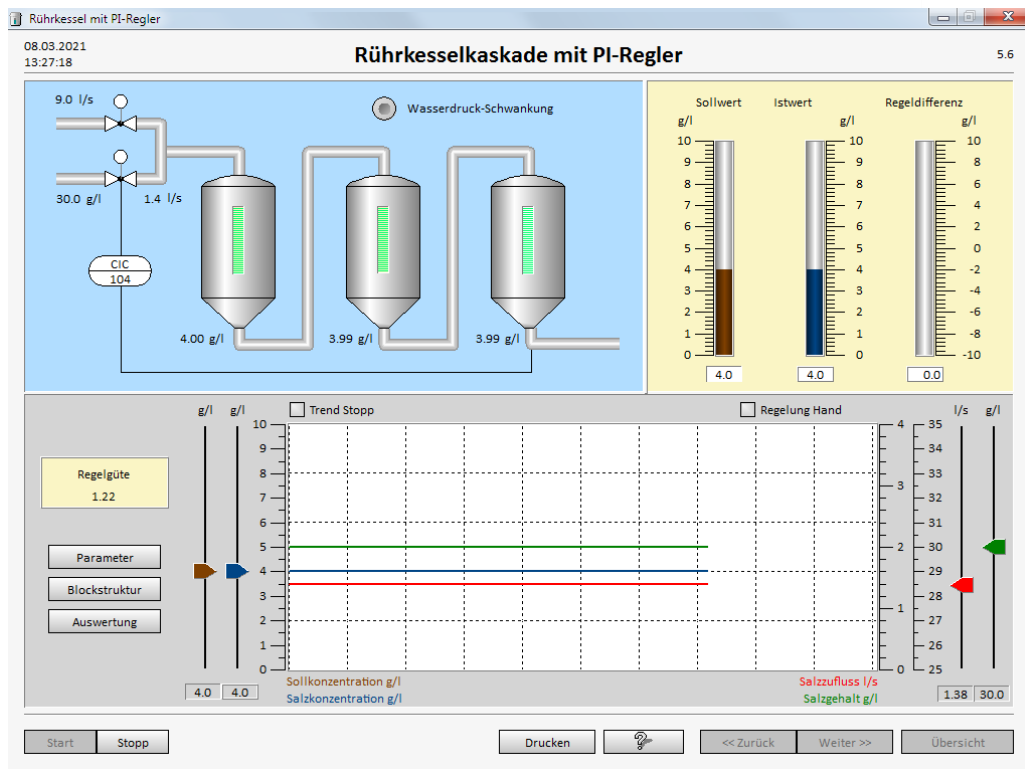 Rührkessel mit PI-Regler
08.03.2021
13:27:18
Rührkesselkaskade mit PI-Regler
5.6
9.0 l/s
Wasserdruck-Schwankung
30.0 g/l
1.4 l/s
CIC
104
4.00 g/l
3.99 g/l
3.99 g/l
Sollwert Istwert Regeldifferenz
g/l g/l g/l
10 10 10
9 9 8
8 8 6
7 7 4
6 6 2
5 5 0
4 4 -2
3 3 -4
2 2 -6
1 1 -8
0 0 -10
4.0 4.0 0.0
g/l g/l Trend Stopp Regelung Hand l/s g/l
Regelgüte
1.22
Parameter
Blockstruktur
Auswertung
10
9
8
7
6
5
4
3
2
1
0
4
3
2
1
0
35
34
33
32
31
30
29
28
27
26
25
4.0 4.0
Sollkonzentration g/l
Salzkonzentration g/l
Salzzufluss l/s
Salzgehalt g/l
1.38 30.0
Start Stopp Drucken ? << Zurück Weiter >> Übersicht